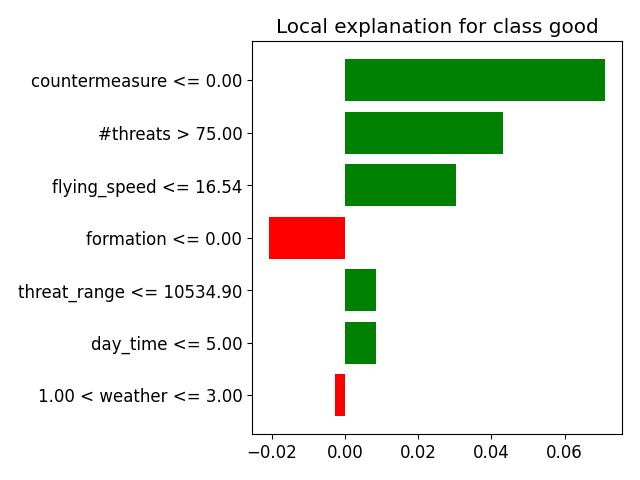 Local explanation for class good
countermeasure <= 0.00
#threats > 75.00
flying_speed <= 16.54
formation <= 0.00
threat_range <= 10534.90
day_time <= 5.00
1.00 < weather <= 3.00
−0.02 0.00 0.02 0.04 0.06